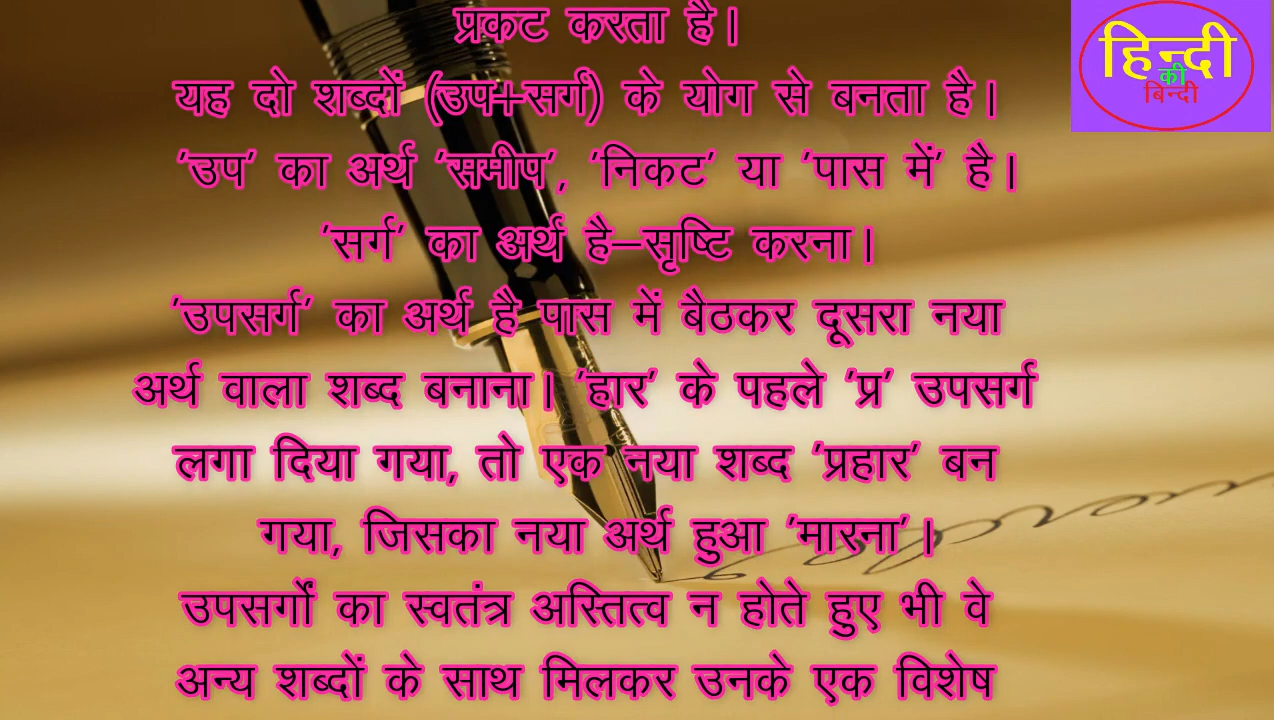 प्रकट करता है।
यह दो शब्दों (उप+सर्ग) के योग से बनता है।
'उप' का अर्थ 'समीप', 'निकट' या 'पास में' है।
'सर्ग' का अर्थ है–सृष्टि करना।
'उपसर्ग' का अर्थ है पास में बैठकर दूसरा नया
अर्थ वाला शब्द बनाना। 'हार' के पहले 'प्र' उपसर्ग
लगा दिया गया, तो एक नया शब्द 'प्रहार' बन
गया, जिसका नया अर्थ हुआ 'मारना'।
उपसर्गों का स्वतंत्र अस्तित्व न होते हुए भी वे
अन्य शब्दों के साथ मिलकर उनके एक विशेष
हिन्दी
की
बिन्दी